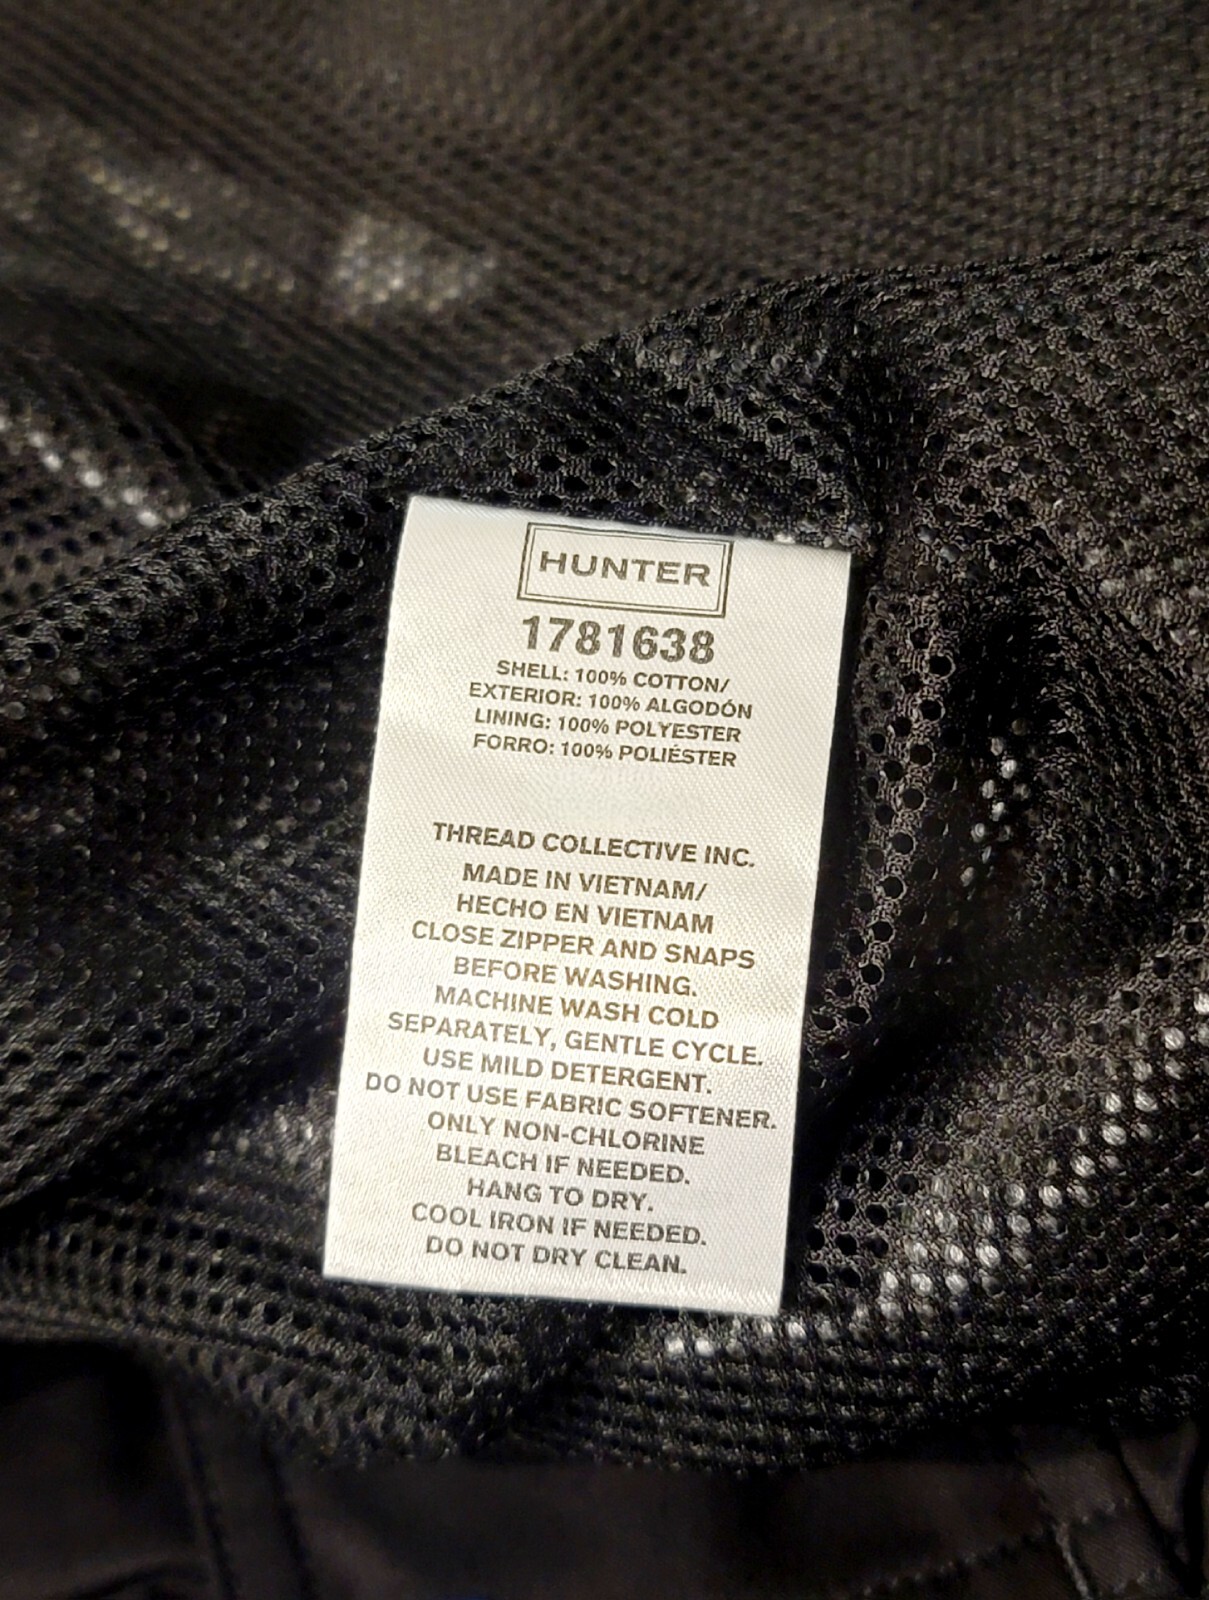 HUNTER
1781638
SHELL: 100% COTTON/
EXTERIOR: 100% ALGODÓN
LINING: 100% POLYESTER
FORRO: 100% POLIÉSTER
THREAD COLLECTIVE INC.
MADE IN VIETNAM/
HECHO EN VIETNAM
CLOSE ZIPPER AND SNAPS
BEFORE WASHING.
MACHINE WASH COLD
SEPARATELY, GENTLE CYCLE.
USE MILD DETERGENT.
DO NOT USE FABRIC SOFTENER.
ONLY NON-CHLORINE
BLEACH IF NEEDED.
HANG TO DRY.
COOL IRON IF NEEDED.
DO NOT DRY CLEAN.